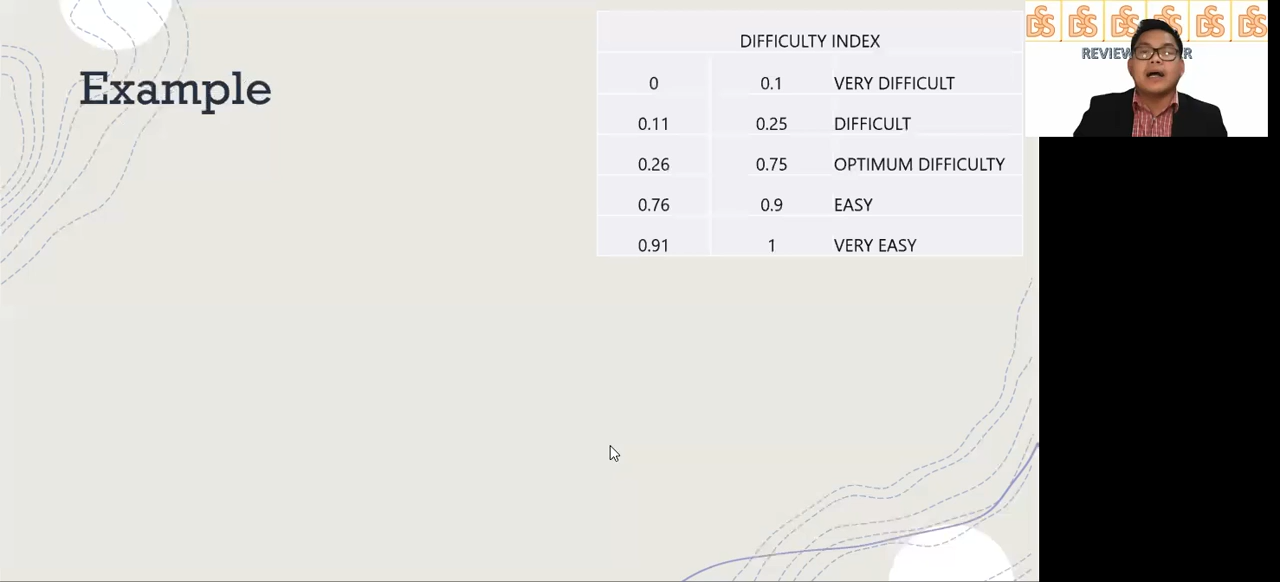 Example
DIFFICULTY INDEX
0 0.1 VERY DIFFICULT
0.11 0.25 DIFFICULT
0.26 0.75 OPTIMUM DIFFICULTY
0.76 0.9 EASY
0.91 1 VERY EASY